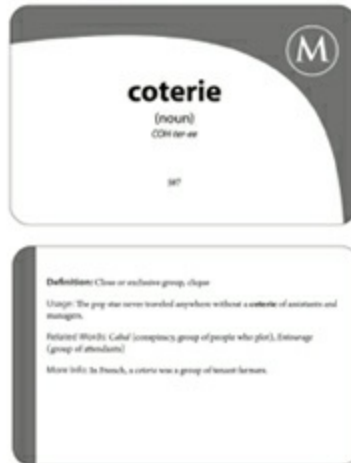 M
coterie
(noun)
COH-ter-ee
Definition: Close or exclusive group, clique
Usage: The pop star never traveled anywhere without a coterie of assistants and
managers.
Related Words: Cabal (conspiracy, group of people who plot), Entourage
(group of attendants)
More Info: In French, a coterie was a group of tenant farmers.